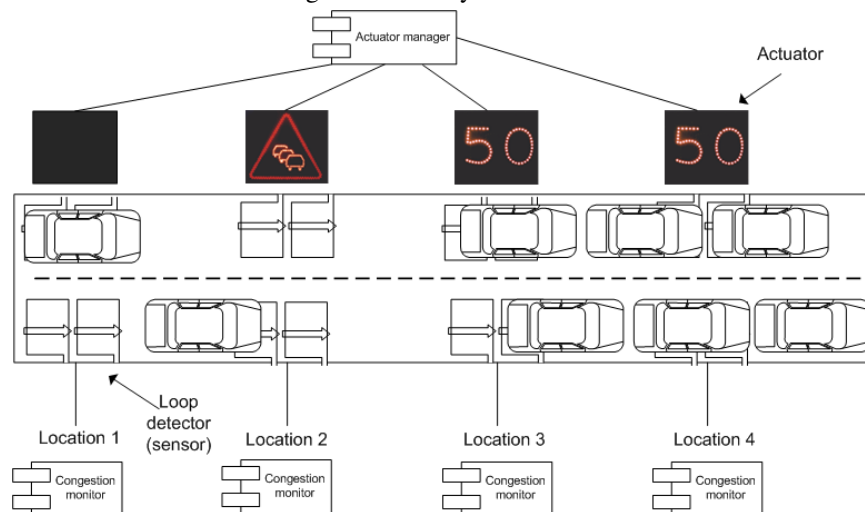 Actuator manager
Actuator
50
50
Loop
detector
(sensor)
Location 1
Location 2
Location 3
Location 4
Congestion
monitor
Congestion
monitor
Congestion
monitor
Congestion
monitor